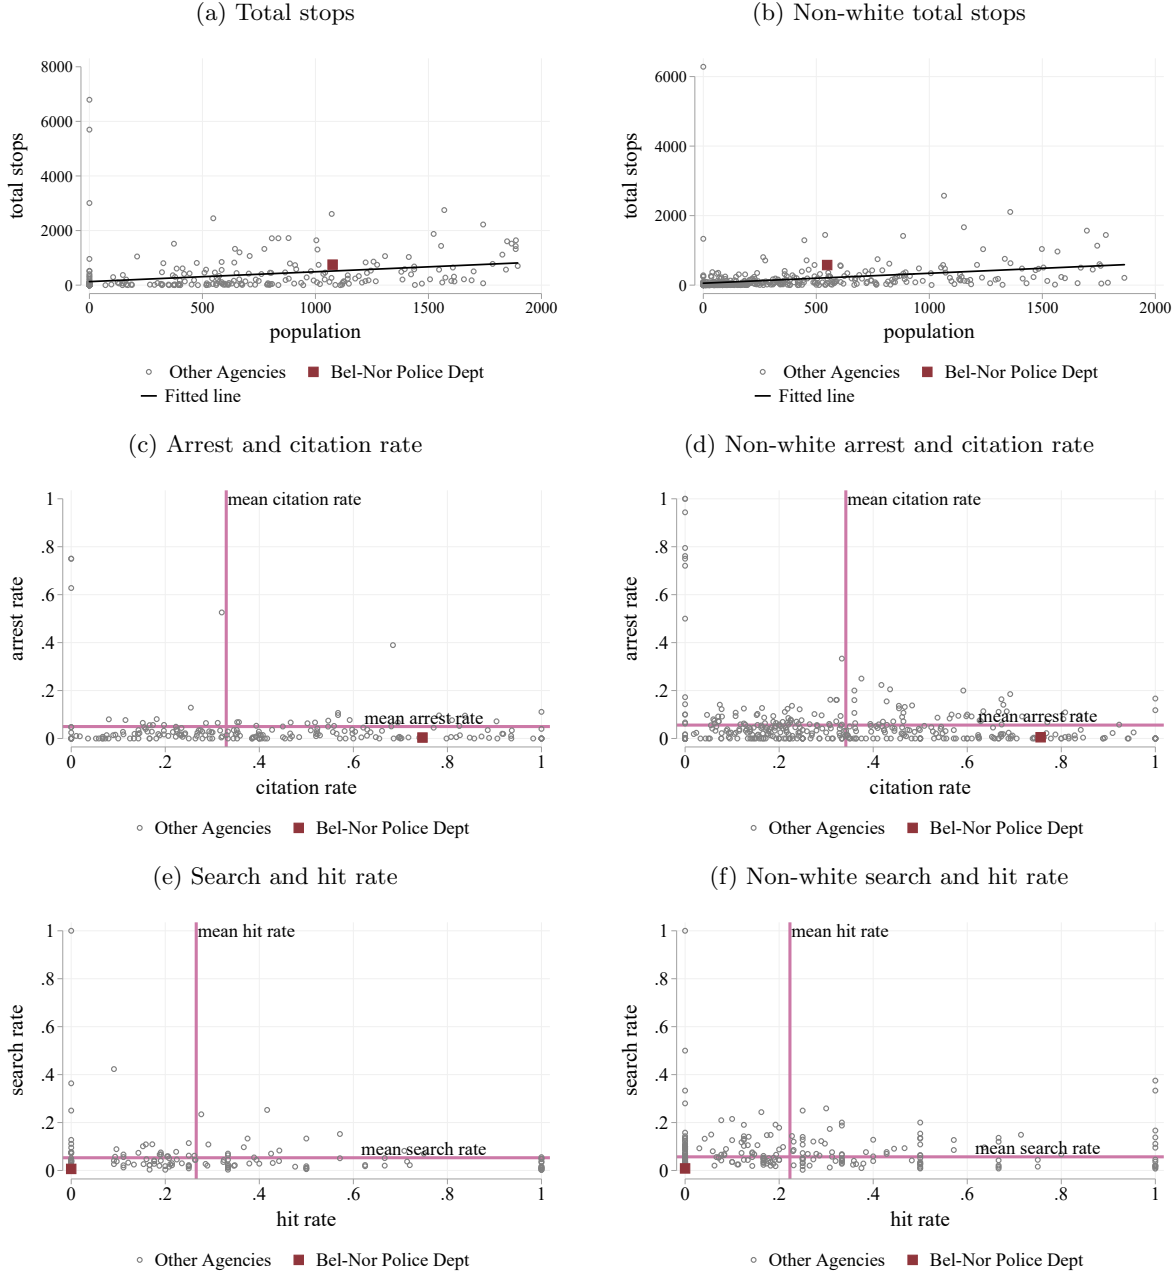 (a) Total stops
(b) Non-white total stops
total stops
8000
6000
4000
2000
0
0 500 1000 1500 2000
population
Other Agencies Bel-Nor Police Dept
Fitted line
total stops
6000
4000
2000
0
0 500 1000 1500 2000
population
Other Agencies Bel-Nor Police Dept
Fitted line
(c) Arrest and citation rate
(d) Non-white arrest and citation rate
arrest rate
1
.8
.6
.4
.2
0
mean citation rate
mean arrest rate
0 .2 .4 .6 .8 1
citation rate
Other Agencies Bel-Nor Police Dept
arrest rate
1
.8
.6
.4
.2
0
mean citation rate
mean arrest rate
0 .2 .4 .6 .8 1
citation rate
Other Agencies Bel-Nor Police Dept
(e) Search and hit rate
(f) Non-white search and hit rate
search rate
1
.8
.6
.4
.2
0
mean hit rate
mean search rate
0 .2 .4 .6 .8 1
hit rate
Other Agencies Bel-Nor Police Dept
search rate
1
.8
.6
.4
.2
0
mean hit rate
mean search rate
0 .2 .4 .6 .8 1
hit rate
Other Agencies Bel-Nor Police Dept